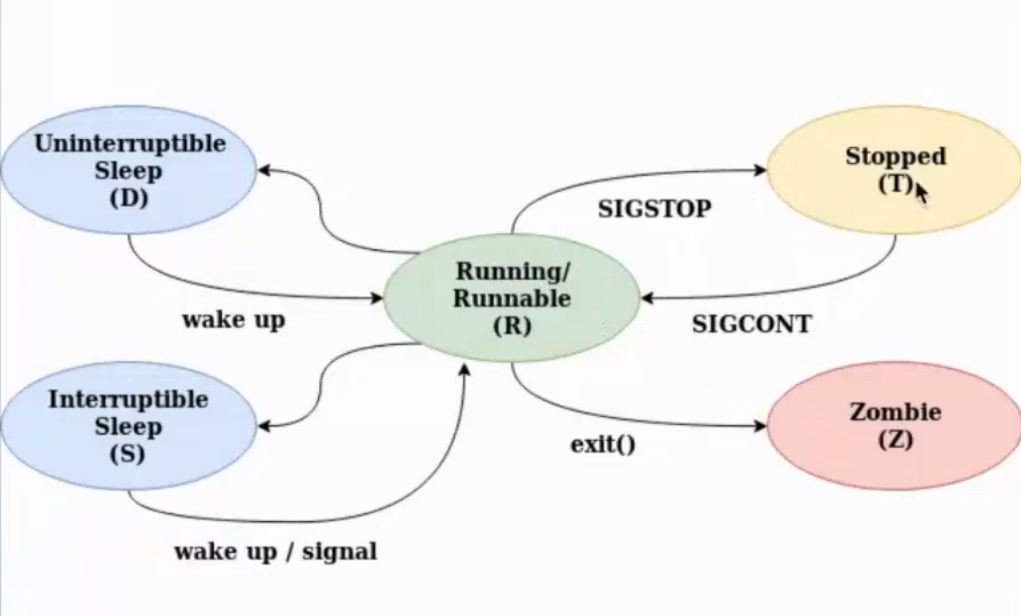 Uninterruptible
Sleep
(D)
Stopped
(T)
SIGSTOP
Running/
Runnable
(R)
wake up
SIGCONT
Interruptible
Sleep
(S)
Zombie
(Z)
exit()
wake up / signal